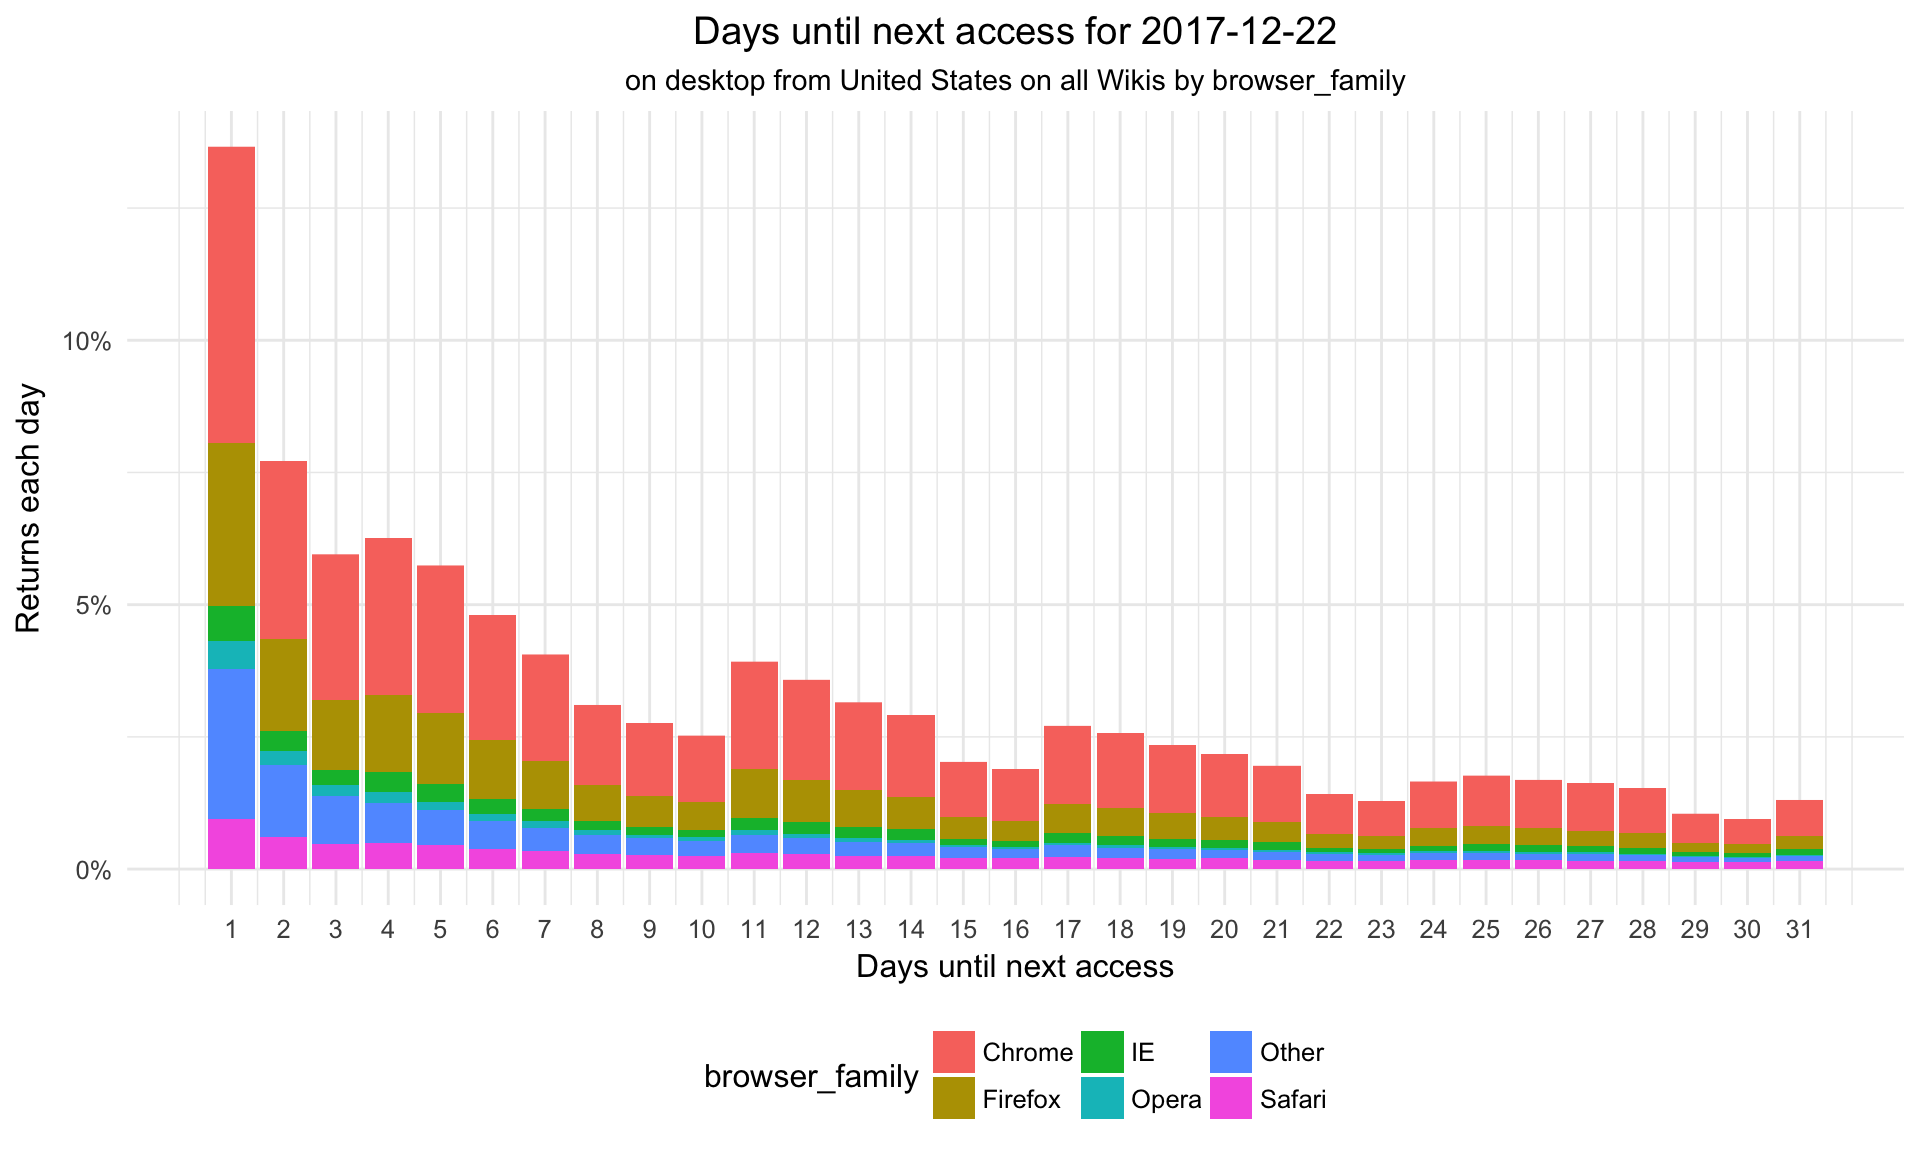 Days until next access for 2017-12-22
on desktop from United States on all Wikis by browser_family
Returns each day
10%
5%
0%
1 2 3 4 5 6 7 8 9 10 11 12 13 14 15 16 17 18 19 20 21 22 23 24 25 26 27 28 29 30 31
Days until next access
browser_family
Chrome IE Other
Firefox Opera Safari